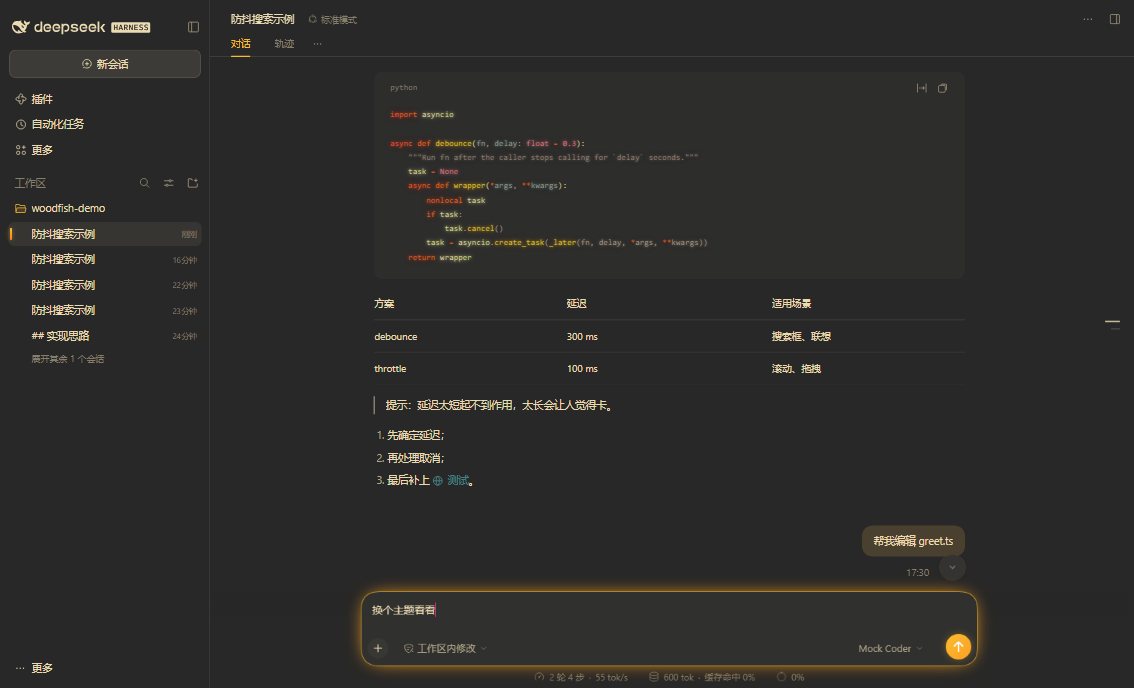 deepseek HARNESS
新会话
插件
自动化任务
更多
工作区
woodfish-demo
防抖搜索示例 刚刚
防抖搜索示例 16分钟
防抖搜索示例 22分钟
防抖搜索示例 23分钟
## 实现思路 24分钟
展开其余 1 个会话
··· 更多
防抖搜索示例 标准模式 ···
对话 轨迹 ···
python
import asyncio
async def debounce(fn, delay: float = 0.3):
"""Run fn after the caller stops calling for `delay` seconds."""
task = None
async def wrapper(*args, **kwargs):
nonlocal task
if task:
task.cancel()
task = asyncio.create_task(_later(fn, delay, *args, **kwargs))
return wrapper
方案 延迟 适用场景
debounce 300 ms 搜索框、联想
throttle 100 ms 滚动、拖拽
提示：延迟太短起不到作用，太长会让人觉得卡。
1. 先确定延迟；
2. 再处理取消；
3. 最后补上 测试。
帮我编辑 greet.ts
17:30
换个主题看看
+ 工作区内修改 Mock Coder
2 轮 4 步 · 55 tok/s 600 tok · 缓存命中 0% 0%